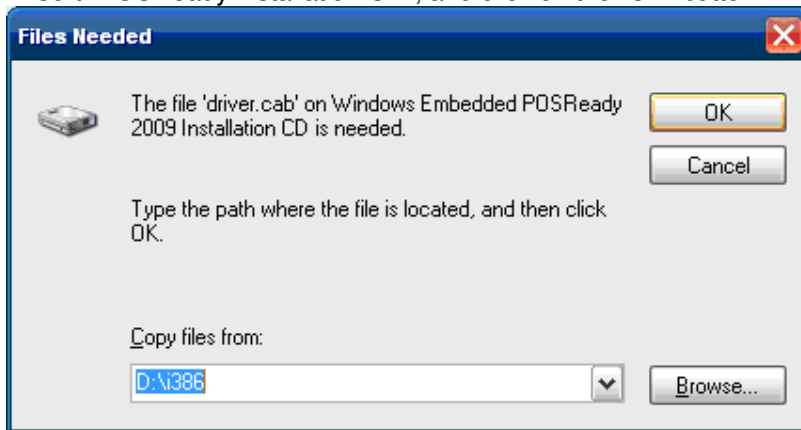 Files Needed
The file 'driver.cab' on Windows Embedded POSReady
2009 Installation CD is needed.
OK
Cancel
Type the path where the file is located, and then click
OK.
Copy files from:
D:\i386
Browse...